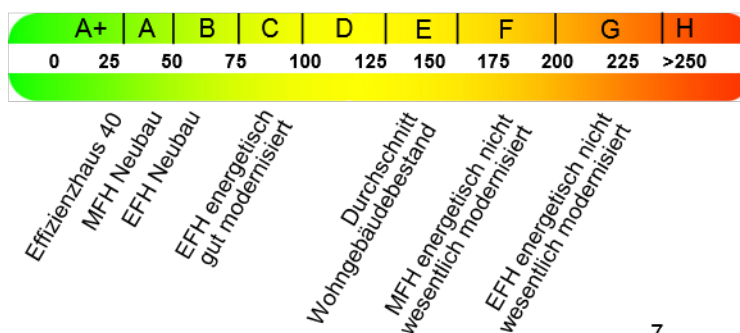 A+ A B C D E F G H
0 25 50 75 100 125 150 175 200 225 >250
Effizienzhaus 40
MFH Neubau
EFH Neubau
EFH energetisch
gut modernisiert
Durchschnitt
Wohngebäudebestand
MFH energetisch nicht
wesentlich modernisiert
EFH energetisch nicht
wesentlich modernisiert
7